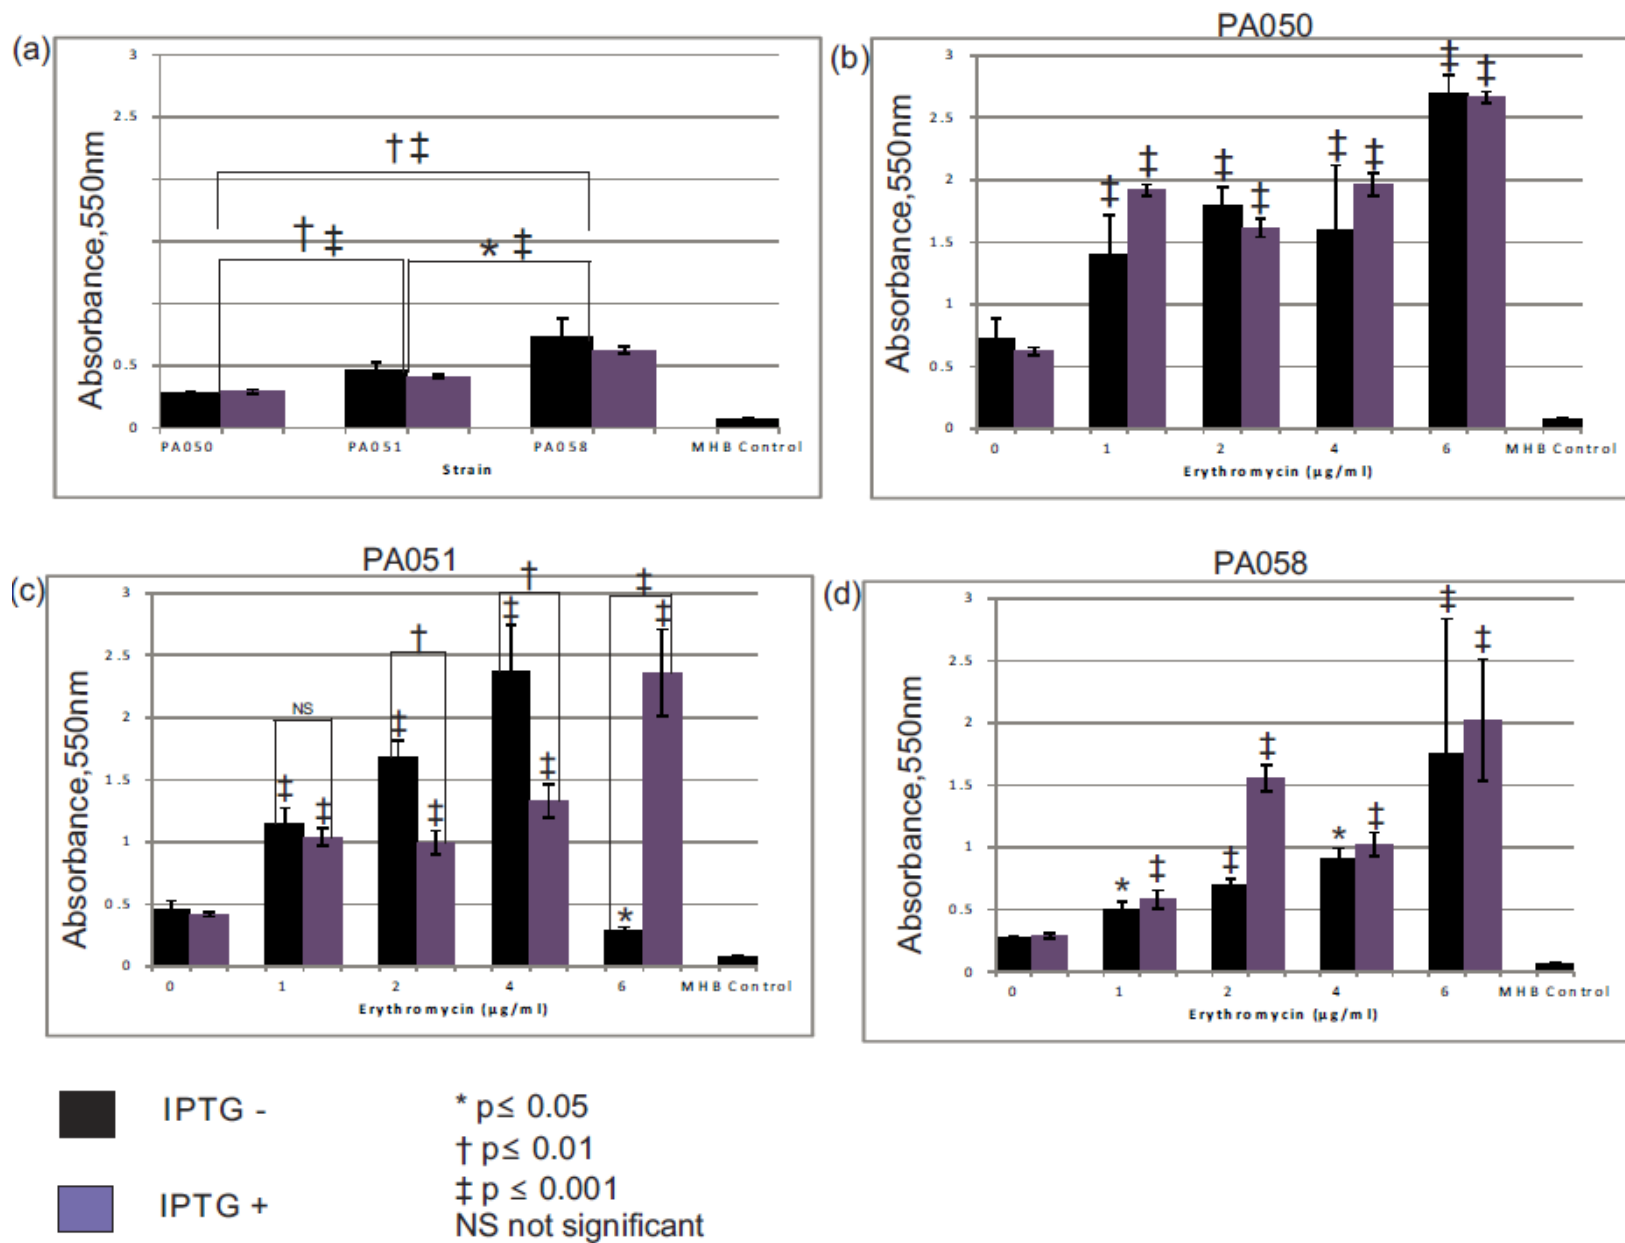 (a)
Absorbance,550nm
3
2.5
0.5
0
†‡
†‡
*‡
PA050 PA051 PA058 MHB Control
Strain
PA050
(b)
Absorbance,550nm
3
2.5
2
1.5
1
0.5
0
‡ ‡ ‡ ‡ ‡ ‡ ‡ ‡
0 1 2 4 6 MHB Control
Erythromycin (µg/ml)
PA051
(c)
Absorbance,550nm
3
2.5
2
1.5
1
0.5
0
NS † † ‡
‡ ‡ ‡ ‡ ‡ ‡ * ‡
0 1 2 4 6 MHB Control
Erythromycin (µg/ml)
PA058
(d)
Absorbance,550nm
3
2.5
2
1.5
1
0.5
0
* ‡ ‡ ‡ * ‡ ‡ ‡
0 1 2 4 6 MHB Control
Erythromycin (µg/ml)
IPTG -
IPTG +
* p≤ 0.05
† p≤ 0.01
‡ p ≤ 0.001
NS not significant